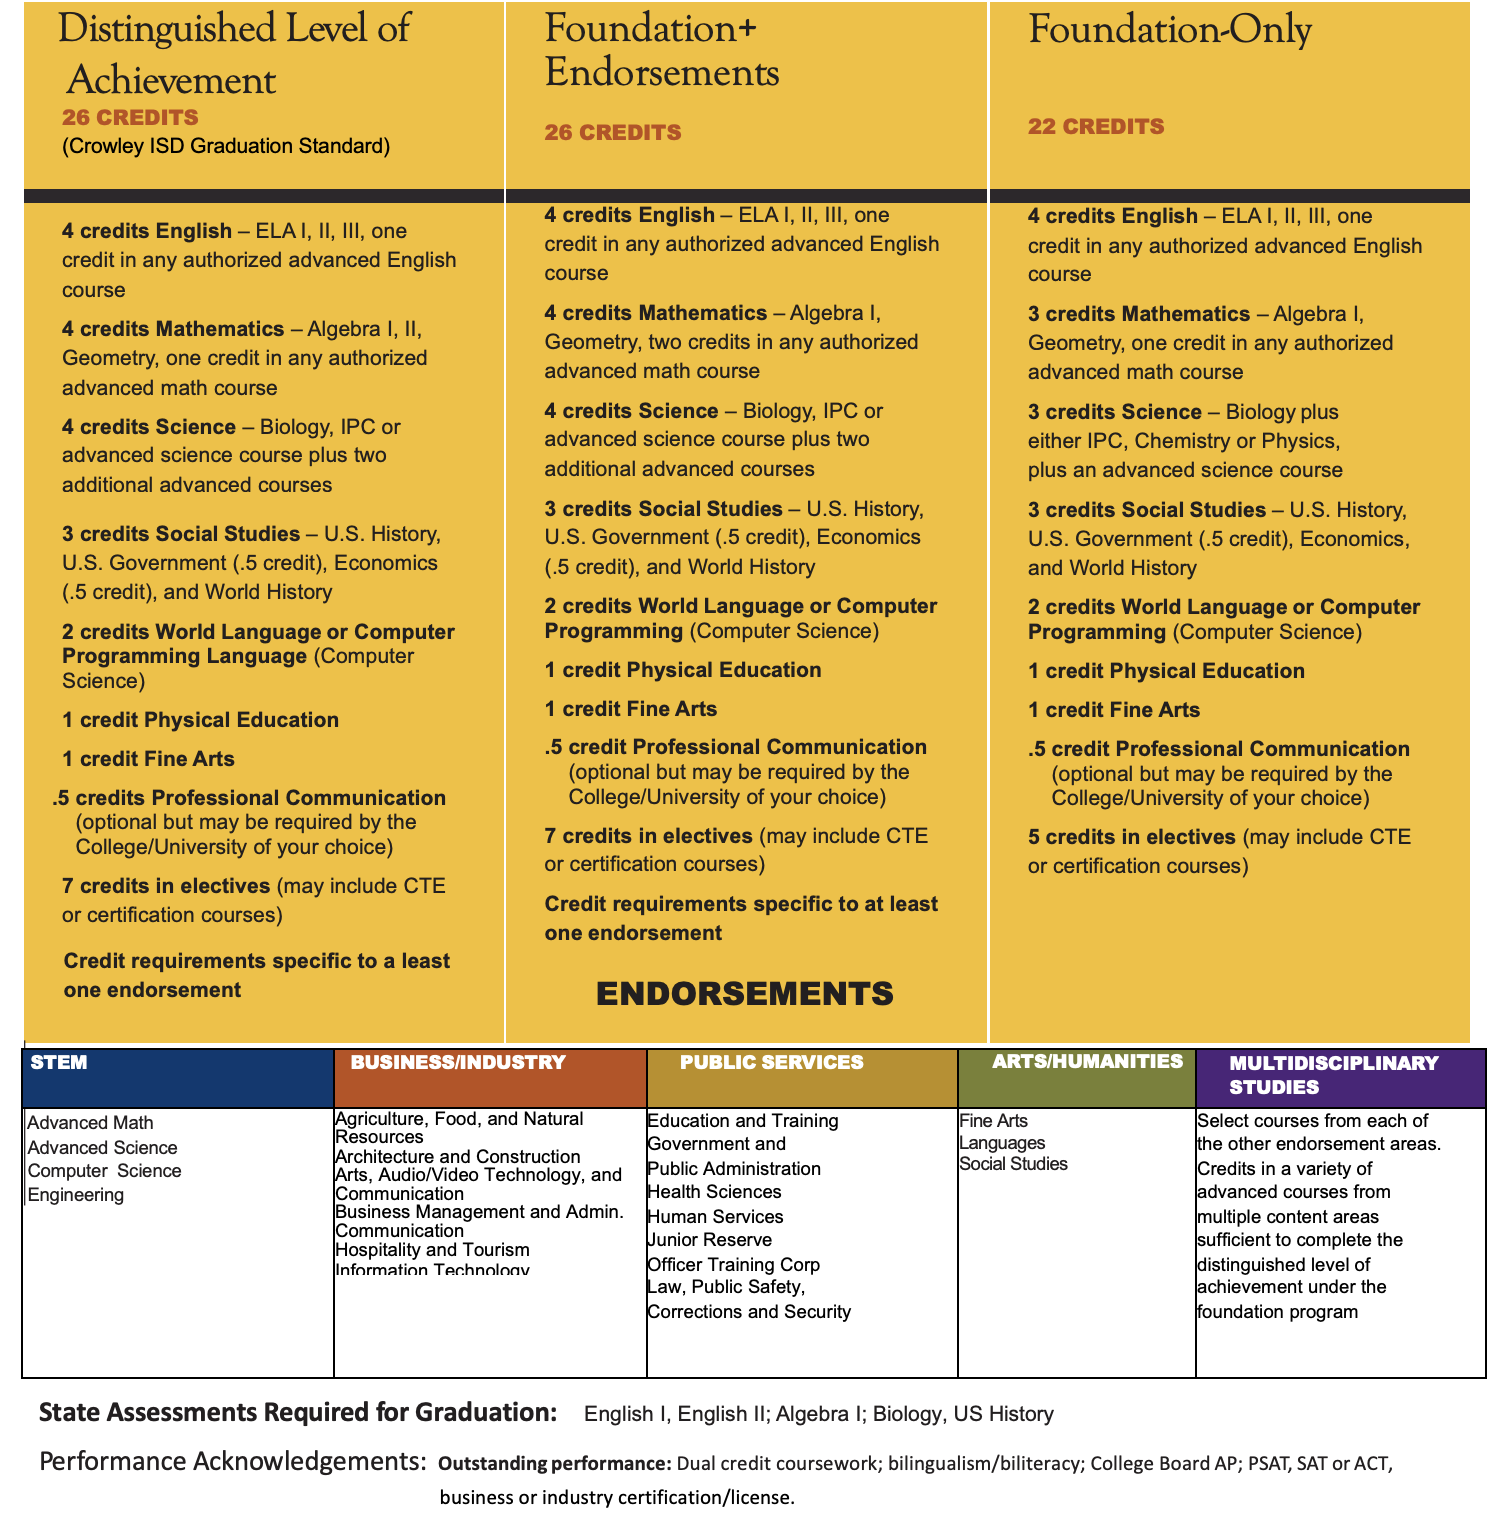 Distinguished Level of
Achievement
26 CREDITS
(Crowley ISD Graduation Standard)
4 credits English – ELA I, II, III, one
credit in any authorized advanced English
course
4 credits Mathematics – Algebra I, II,
Geometry, one credit in any authorized
advanced math course
4 credits Science – Biology, IPC or
advanced science course plus two
additional advanced courses
3 credits Social Studies – U.S. History,
U.S. Government (.5 credit), Economics
(.5 credit), and World History
2 credits World Language or Computer
Programming Language (Computer
Science)
1 credit Physical Education
1 credit Fine Arts
.5 credits Professional Communication
(optional but may be required by the
College/University of your choice)
7 credits in electives (may include CTE
or certification courses)
Credit requirements specific to a least
one endorsement
Foundation+
Endorsements
26 CREDITS
4 credits English – ELA I, II, III, one
credit in any authorized advanced English
course
4 credits Mathematics – Algebra I,
Geometry, two credits in any authorized
advanced math course
4 credits Science – Biology, IPC or
advanced science course plus two
additional advanced courses
3 credits Social Studies – U.S. History,
U.S. Government (.5 credit), Economics
(.5 credit), and World History
2 credits World Language or Computer
Programming (Computer Science)
1 credit Physical Education
1 credit Fine Arts
.5 credit Professional Communication
(optional but may be required by the
College/University of your choice)
7 credits in electives (may include CTE
or certification courses)
Credit requirements specific to at least
one endorsement
Foundation-Only
22 CREDITS
4 credits English – ELA I, II, III, one
credit in any authorized advanced English
course
3 credits Mathematics – Algebra I,
Geometry, one credit in any authorized
advanced math course
3 credits Science – Biology plus
either IPC, Chemistry or Physics,
plus an advanced science course
3 credits Social Studies – U.S. History,
U.S. Government (.5 credit), Economics,
and World History
2 credits World Language or Computer
Programming (Computer Science)
1 credit Physical Education
1 credit Fine Arts
.5 credit Professional Communication
(optional but may be required by the
College/University of your choice)
5 credits in electives (may include CTE
or certification courses)
ENDORSEMENTS
STEM
Advanced Math
Advanced Science
Computer Science
Engineering
BUSINESS/INDUSTRY
Agriculture, Food, and Natural
Resources
Architecture and Construction
Arts, Audio/Video Technology, and
Communication
Business Management and Admin.
Communication
Hospitality and Tourism
Information Technology
PUBLIC SERVICES
Education and Training
Government and
Public Administration
Health Sciences
Human Services
Junior Reserve
Officer Training Corp
Law, Public Safety,
Corrections and Security
ARTS/HUMANITIES
Fine Arts
Languages
Social Studies
MULTIDISCIPLINARY
STUDIES
Select courses from each of
the other endorsement areas.
Credits in a variety of
advanced courses from
multiple content areas
sufficient to complete the
distinguished level of
achievement under the
foundation program
State Assessments Required for Graduation: English I, English II; Algebra I; Biology, US History
Performance Acknowledgements: Outstanding performance: Dual credit coursework; bilingualism/biliteracy; College Board AP; PSAT, SAT or ACT,
business or industry certification/license.